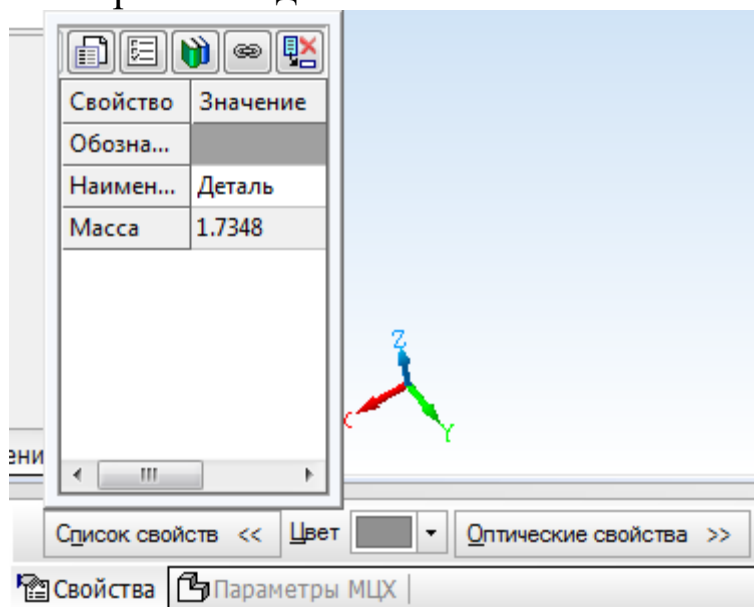 Свойство Значение
Обозна...
Наимен... Деталь
Масса 1.7348
Z
Y
Список свойств << Цвет Оптические свойства >>
Свойства Параметры МЦХ